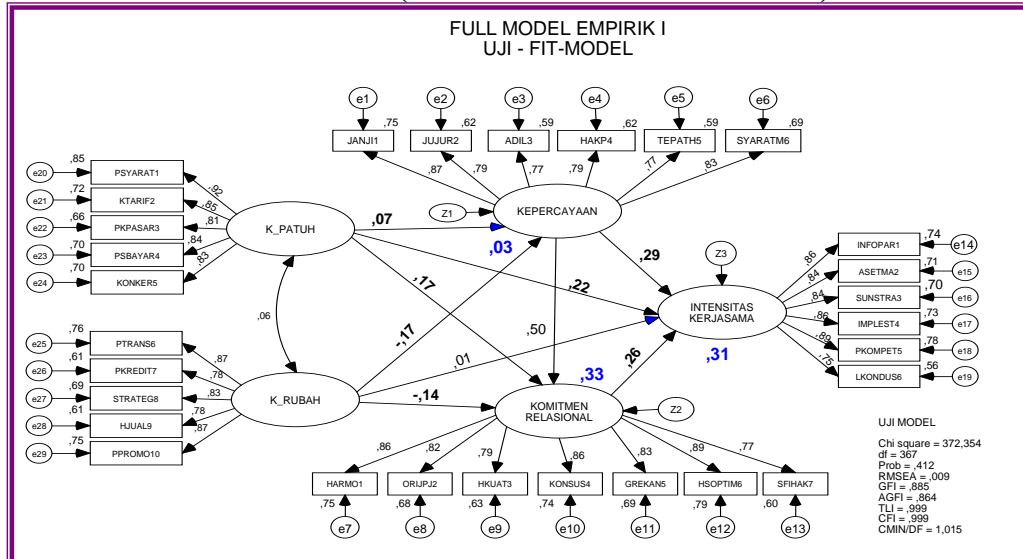 FULL MODEL EMPIRIK I
UJI - FIT-MODEL
e1
e2
e3
e4
e5
e6
,75
,62
,59
,62
,59
,69
JANJI1
JUJUR2
ADIL3
HAKP4
TEPATH5
SYARATM6
,87
,79
,77
,79
,77
,83
e20
,85
PSYARAT1
,92
e21
,72
KTARIF2
,85
e22
,66
PKPASAR3
,81
e23
,70
PSBAYAR4
,84
e24
,70
KONKER5
,83
K_PATUH
Z1
KEPERCAYAAN
,07
,03
,29
,22
,17
Z3
INTENSITAS
KERJASAMA
,31
,86
INFOPAR1
,74
e14
,84
ASETMA2
,71
e15
,84
SUNSTRA3
,70
e16
,86
IMPLEST4
,73
e17
,89
PKOMPET5
,78
e18
,75
LKONDUS6
,56
e19
,06
-,17
,50
,01
,26
,33
-,14
e25
,76
PTRANS6
,87
e26
,61
PKREDIT7
,78
e27
,69
STRATEG8
,83
e28
,61
HJUAL9
,78
e29
,75
PPROMO10
,87
K_RUBAH
KOMITMEN
RELASIONAL
Z2
,86
,82
,79
,86
,83
,89
,77
HARMO1
ORIJPJ2
HKUAT3
KONSUS4
GREKAN5
HSOPTIM6
SFIHAK7
,75
,68
,63
,74
,69
,79
,60
e7
e8
e9
e10
e11
e12
e13
UJI MODEL
Chi square = 372,354
df = 367
Prob = ,412
RMSEA = ,009
GFI = ,885
AGFI = ,864
TLI = ,999
CFI = ,999
CMIN/DF = 1,015